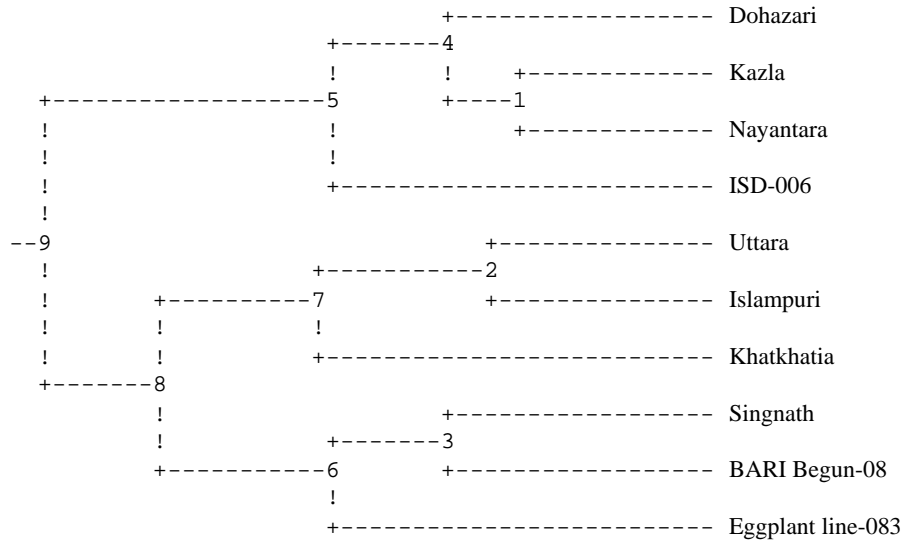 +------------------ Dohazari
                             +-------4
                             !       !    +------------- Kazla
         +-------------------5       +----1
         !                   !            +------------- Nayantara
         !                   !
         !                   +-------------------------- ISD-006
         !
       --9                              +--------------- Uttara
         !                  +-----------2
         !       +----------7           +--------------- Islampuri
         !       !          !
         !       !          +--------------------------- Khatkhatia
         +-------8
                 !                   +------------------ Singnath
                 !           +-------3
                 +-----------6       +------------------ BARI Begun-08
                             !
                             +-------------------------- Eggplant line-083